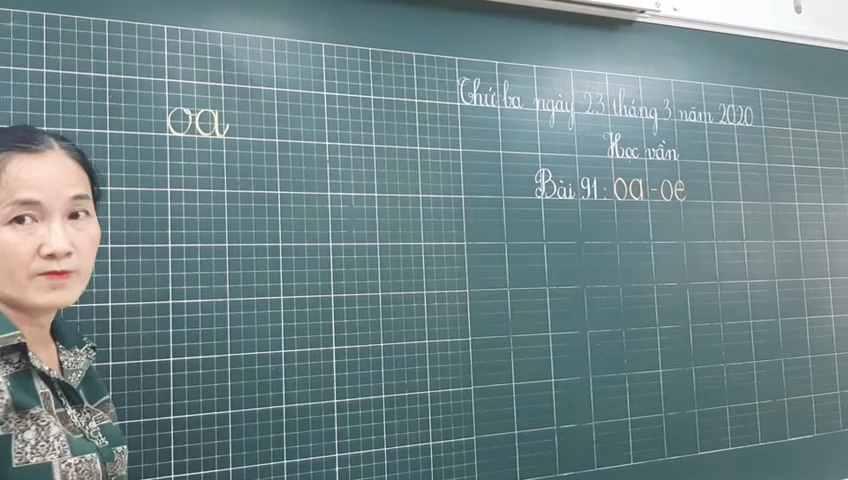 oa
Thứ ba ngày 23 tháng 3 năm 2020
Học vần
Bài 91: oa - oe